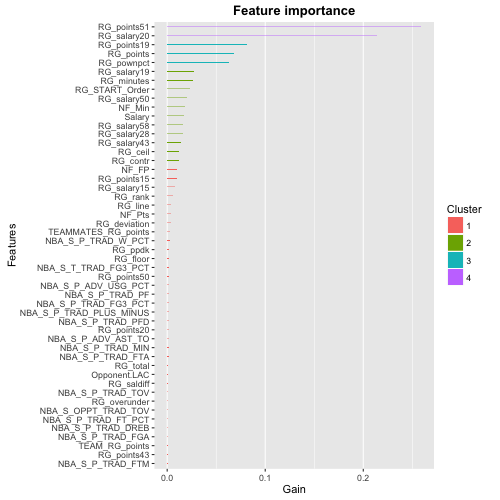 Feature importance
RG_points51
RG_salary20
RG_points19
RG_points
RG_pownpct
RG_salary19
RG_minutes
RG_START_Order
RG_salary50
NF_Min
Salary
RG_salary58
RG_salary28
RG_salary43
RG_ceil
RG_contr
NF_FP
RG_points15
RG_salary15
RG_rank
RG_line
NF_Pts
RG_deviation
TEAMMATES_RG_points
NBA_S_P_TRAD_W_PCT
RG_ppdk
RG_floor
NBA_S_T_TRAD_FG3_PCT
RG_points50
NBA_S_P_ADV_USG_PCT
NBA_S_P_TRAD_PF
NBA_S_P_TRAD_FG3_PCT
NBA_S_P_TRAD_PLUS_MINUS
NBA_S_P_TRAD_PFD
RG_points20
NBA_S_P_ADV_AST_TO
NBA_S_P_TRAD_MIN
NBA_S_P_TRAD_FTA
RG_total
Opponent.LAC
RG_saldiff
NBA_S_P_TRAD_TOV
RG_overunder
NBA_S_OPPT_TRAD_TOV
NBA_S_P_TRAD_FT_PCT
NBA_S_P_TRAD_DREB
NBA_S_P_TRAD_FGA
TEAM_RG_points
RG_points43
NBA_S_P_TRAD_FTM
Features
0.0 0.1 0.2
Gain
Cluster
1
2
3
4